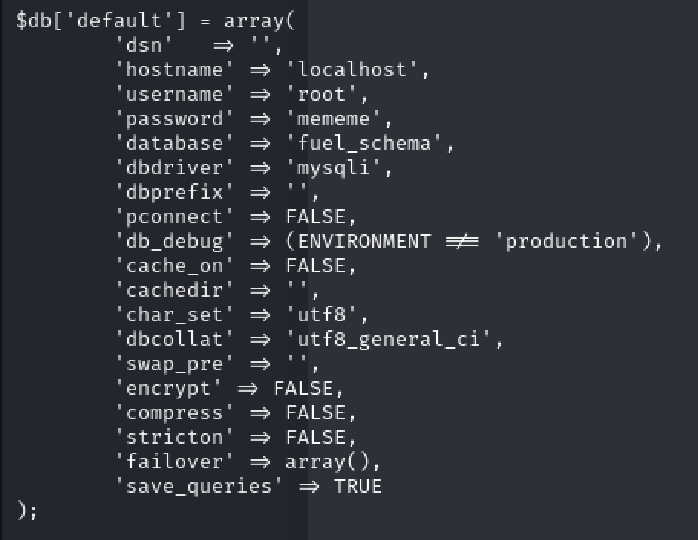 $db['default'] = array(
        'dsn'   => '',
        'hostname' => 'localhost',
        'username' => 'root',
        'password' => 'mememe',
        'database' => 'fuel_schema',
        'dbdriver' => 'mysqli',
        'dbprefix' => '',
        'pconnect' => FALSE,
        'db_debug' => (ENVIRONMENT !== 'production'),
        'cache_on' => FALSE,
        'cachedir' => '',
        'char_set' => 'utf8',
        'dbcollat' => 'utf8_general_ci',
        'swap_pre' => '',
        'encrypt' => FALSE,
        'compress' => FALSE,
        'stricton' => FALSE,
        'failover' => array(),
        'save_queries' => TRUE
);